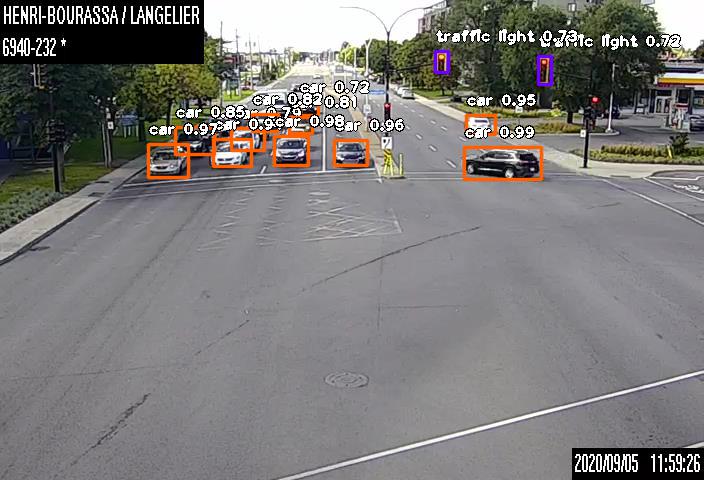 HENRI-BOURASSA / LANGELIER
6940-232 *
traffic light 0.73
traffic light 0.72
car 0.72
car 0.82
0.81
car 0.85
car 0.79
car 0.95
car 0.97
car 0.9
car 0.98
car 0.96
car 0.99
2020/09/05 11:59:26